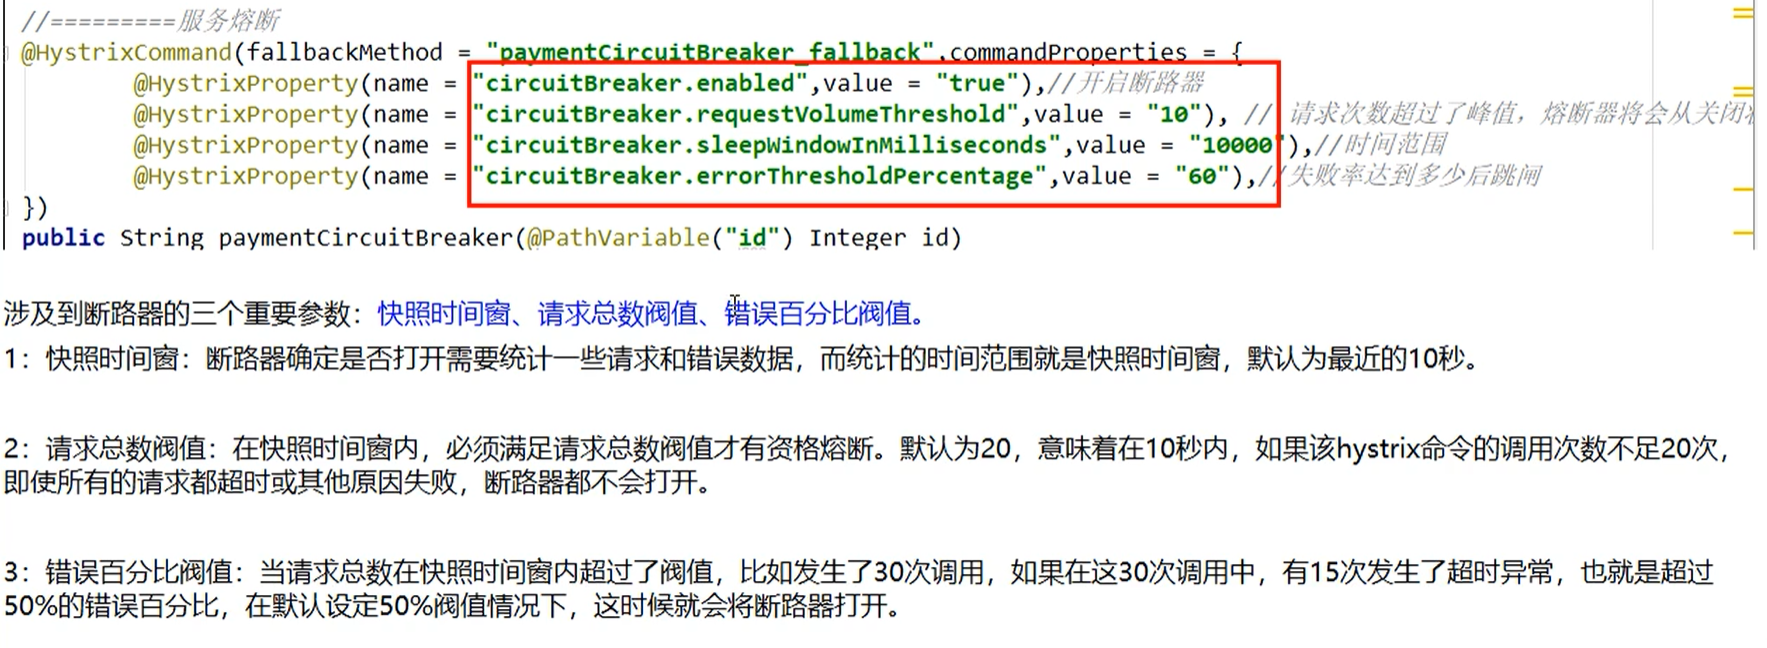 //=========服务熔断
@HystrixCommand(fallbackMethod = "paymentCircuitBreaker_fallback",commandProperties = {
@HystrixProperty(name = "circuitBreaker.enabled",value = "true"),//开启断路器
@HystrixProperty(name = "circuitBreaker.requestVolumeThreshold",value = "10"), // 请求次数超过了峰值，熔断器将会从关闭
@HystrixProperty(name = "circuitBreaker.sleepWindowInMilliseconds",value = "10000"),//时间范围
@HystrixProperty(name = "circuitBreaker.errorThresholdPercentage",value = "60"),//失败率达到多少后跳闸
})
public String paymentCircuitBreaker(@PathVariable("id") Integer id)
涉及到断路器的三个重要参数：快照时间窗、请求总数阀值、错误百分比阀值。
1：快照时间窗：断路器确定是否打开需要统计一些请求和错误数据，而统计的时间范围就是快照时间窗，默认为最近的10秒。
2：请求总数阀值：在快照时间窗内，必须满足请求总数阀值才有资格熔断。默认为20，意味着在10秒内，如果该hystrix命令的调用次数不足20次，
即使所有的请求都超时或其他原因失败，断路器都不会打开。
3：错误百分比阀值：当请求总数在快照时间窗内超过了阀值，比如发生了30次调用，如果在这30次调用中，有15次发生了超时异常，也就是超过
50%的错误百分比，在默认设定50%阀值情况下，这时候就会将断路器打开。